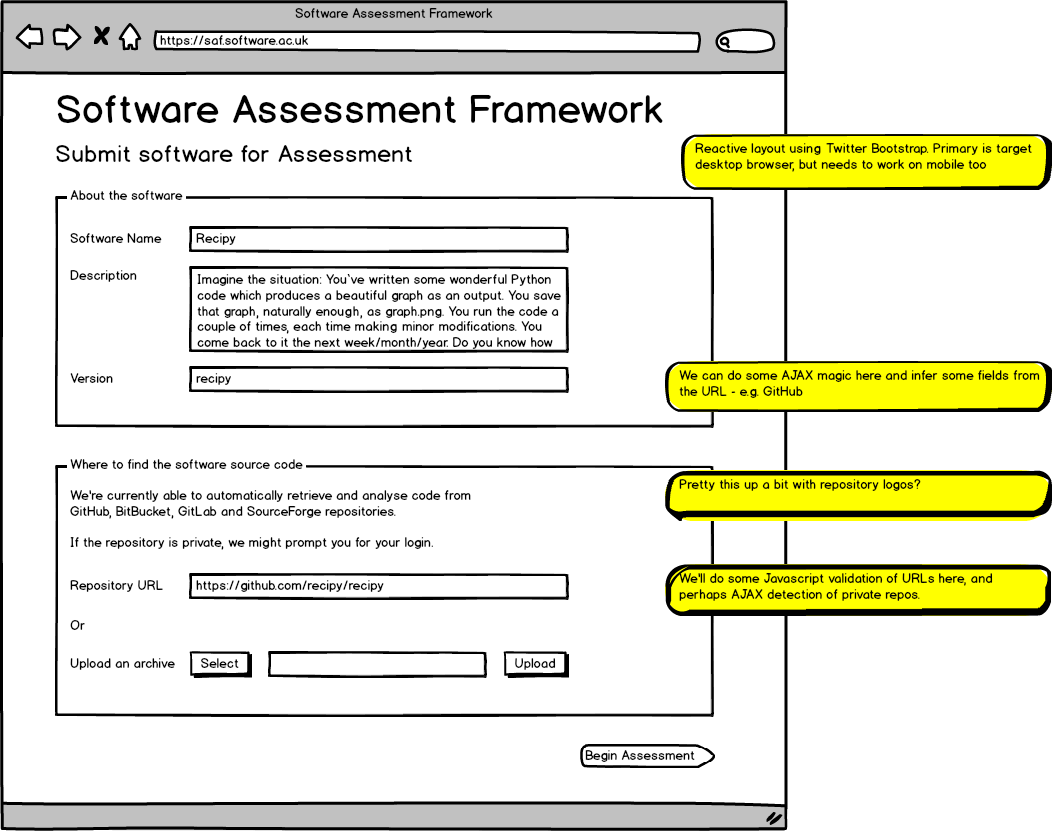 Software Assessment Framework
https://saf.software.ac.uk
Software Assessment Framework
Submit software for Assessment
Reactive layout using Twitter Bootstrap. Primary is target
desktop browser, but needs to work on mobile too
About the software
Software Name
Recipy
Description
Imagine the situation: You`ve written some wonderful Python
code which produces a beautiful graph as an output. You save
that graph, naturally enough, as graph.png. You run the code a
couple of times, each time making minor modifications. You
come back to it the next week/month/year. Do you know how
Version
recipy
We can do some AJAX magic here and infer some fields from
the URL - e.g. GitHub
Where to find the software source code
We're currently able to automatically retrieve and analyse code from
GitHub, BitBucket, GitLab and SourceForge repositories.
If the repository is private, we might prompt you for your login.
Pretty this up a bit with repository logos?
Repository URL
https://github.com/recipy/recipy
We'll do some Javascript validation of URLs here, and
perhaps AJAX detection of private repos.
Or
Upload an archive
Select
Upload
Begin Assessment